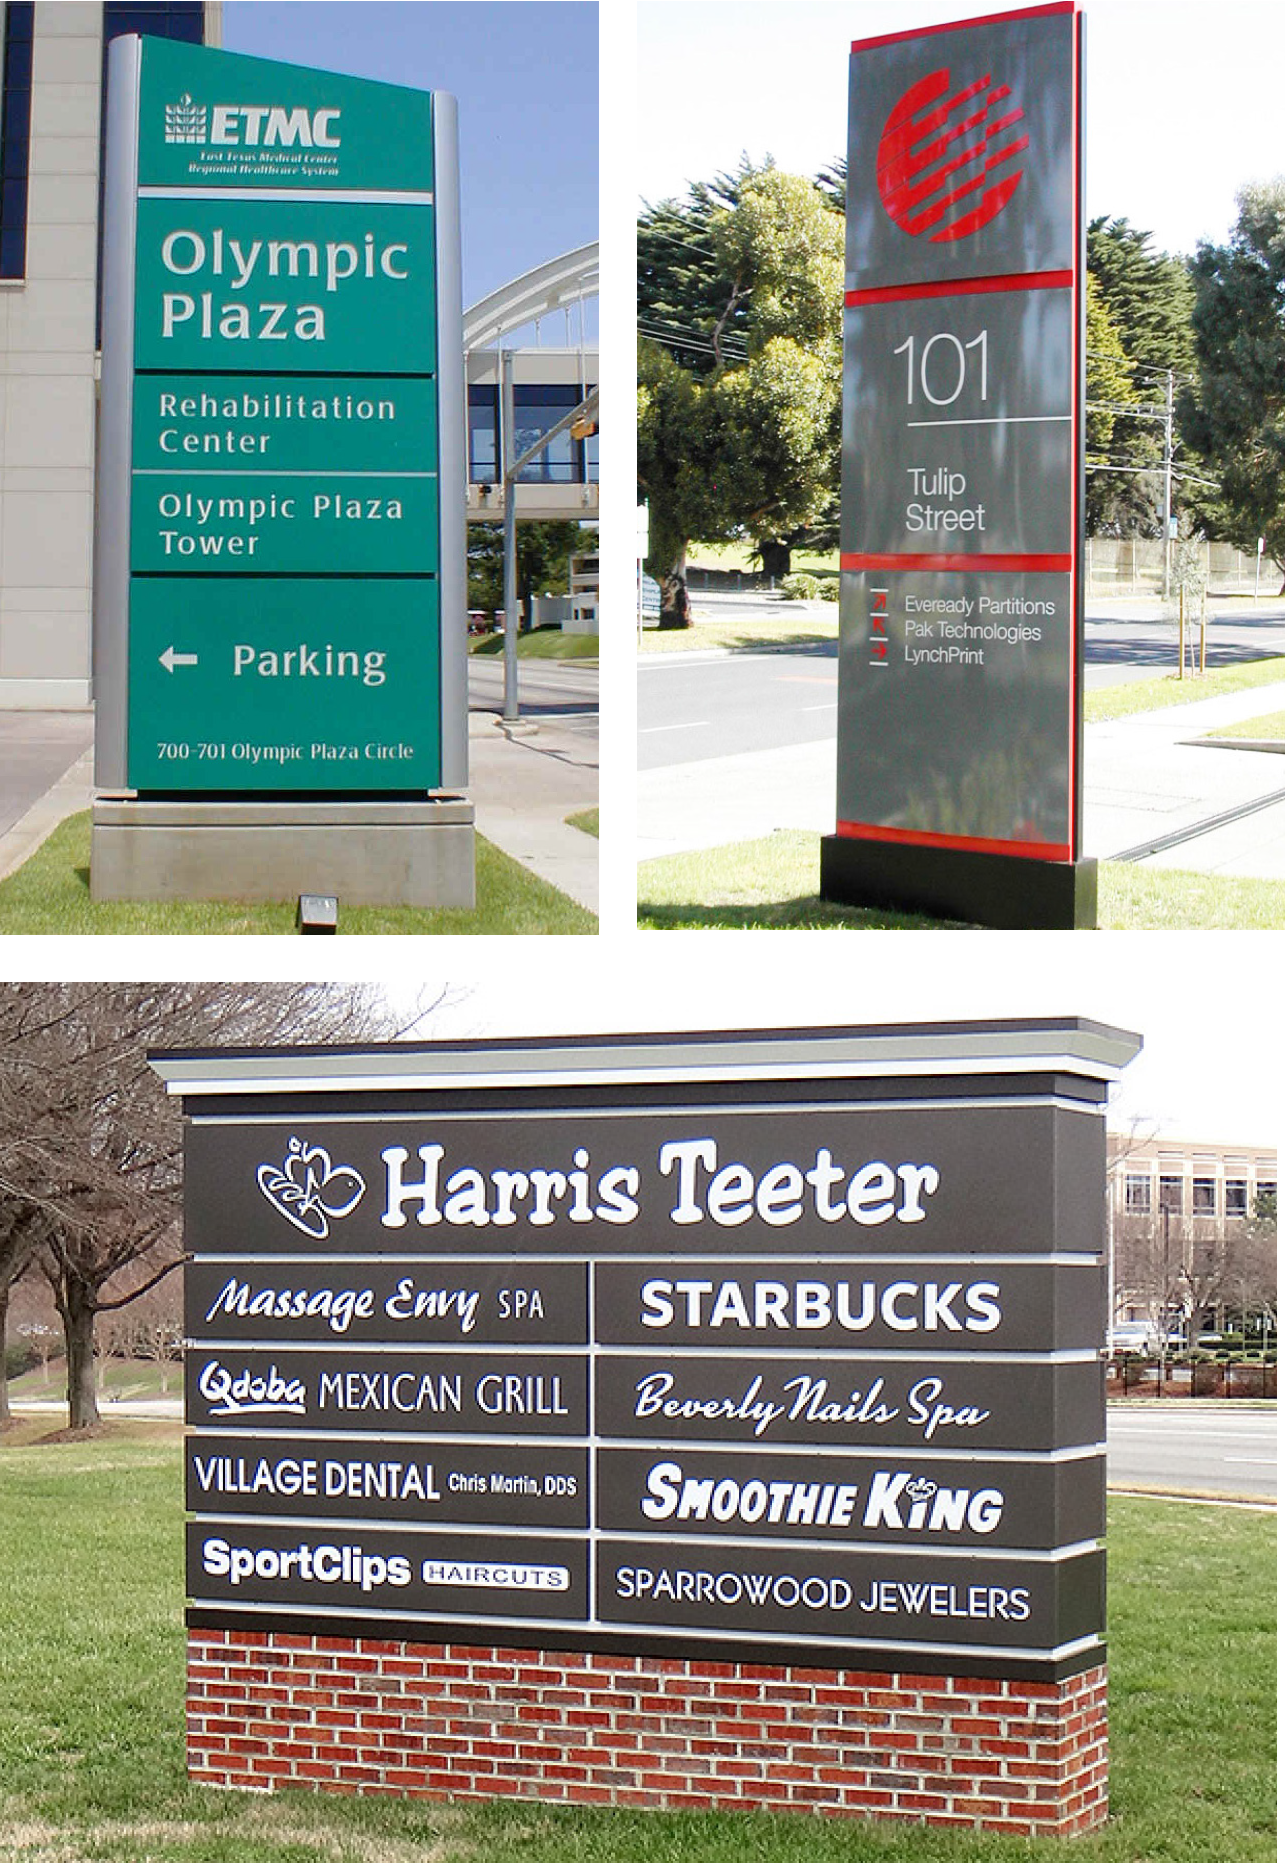 ETMC
East Texas Medical Center
Regional Healthcare System
Olympic
Plaza
Rehabilitation
Center
Olympic Plaza
Tower
Parking
700-701 Olympic Plaza Circle
101
Tulip
Street
Eveready Partitions
Pak Technologies
LynchPrint
Harris Teeter
Massage Envy SPA
STARBUCKS
Qdoba MEXICAN GRILL
Beverly Nails Spa
VILLAGE DENTAL Chris Martin, DDS
SMOOTHIE KING
SportClips HAIRCUTS
SPARROWOOD JEWELERS